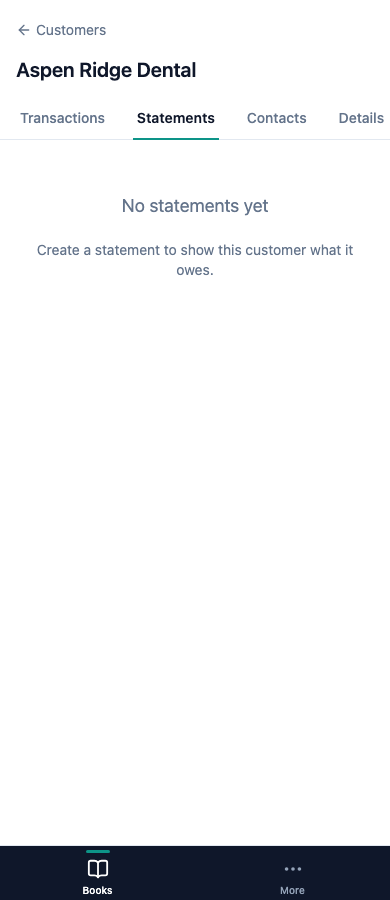 Customers
Aspen Ridge Dental
Transactions Statements Contacts Details
No statements yet
Create a statement to show this customer what it
owes.
Books More